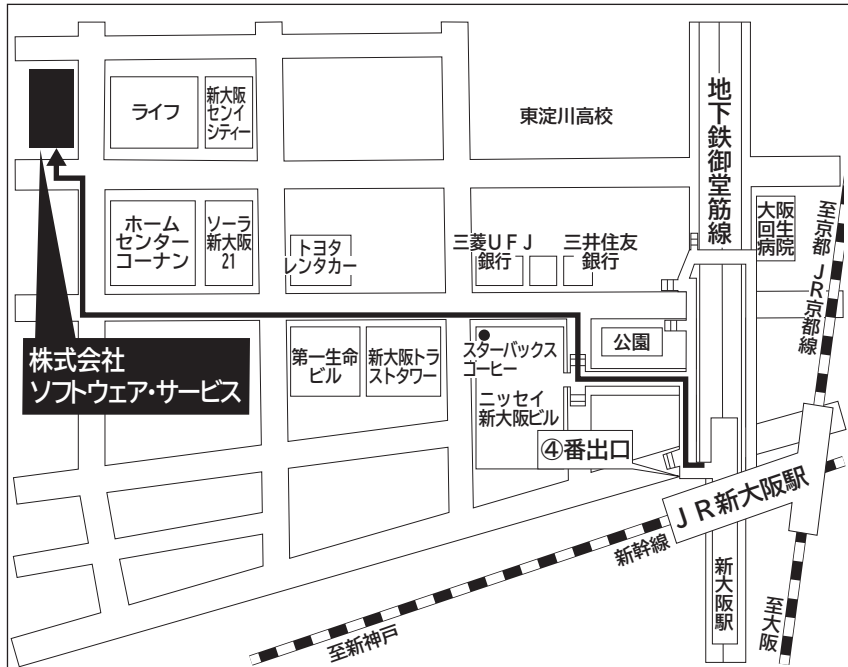 ライフ
新大阪
センイ
シティー
東淀川高校
地下鉄御堂筋線
ホーム
センター
コーナン
ソーラ
新大阪
21
トヨタ
レンタカー
三菱UFJ
銀行
三井住友
銀行
大阪
回生
病院
至京都
JR京都線
株式会社
ソフトウェア・サービス
第一生命
ビル
新大阪トラ
ストタワー
スターバックス
コーヒー
公園
ニッセイ
新大阪ビル
④番出口
JR新大阪駅
新幹線
新大阪駅
至新神戸
至大阪